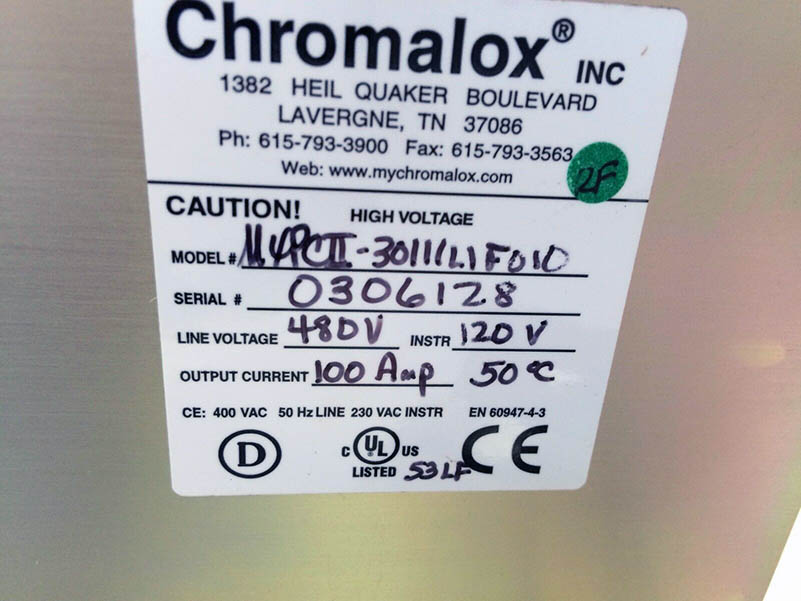 Chromalox® INC
1382 HEIL QUAKER BOULEVARD
LAVERGNE, TN 37086
Ph: 615-793-3900 Fax: 615-793-3563
Web: www.mychromalox.com
2F
CAUTION! HIGH VOLTAGE
MODEL #
SERIAL # 0306128
LINE VOLTAGE 480V INSTR 120 V
OUTPUT CURRENT 100 Amp 50°C
CE: 400 VAC 50 Hz LINE 230 VAC INSTR EN 60947-4-3
D
C UL US CE
LISTED 53LF